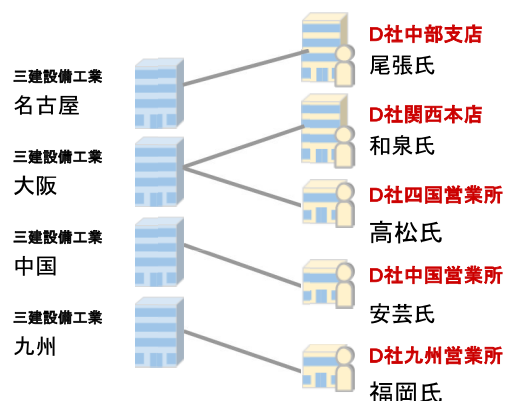 三建設備工業
名古屋
三建設備工業
大阪
三建設備工業
中国
三建設備工業
九州
D社中部支店
尾張氏
D社関西本店
和泉氏
D社四国営業所
高松氏
D社中国営業所
安芸氏
D社九州営業所
福岡氏